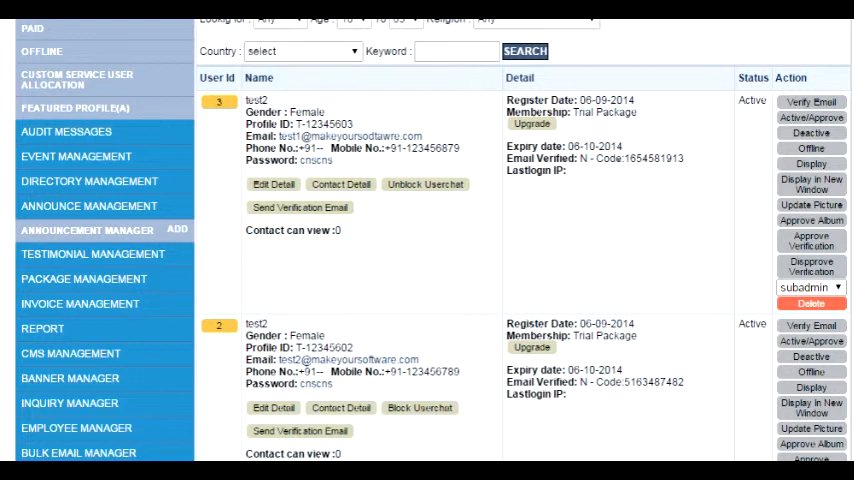 Lookig for : Any Age : 18 To 65 Religion : Any
PAID
OFFLINE
CUSTOM SERVICE USER
ALLOCATION
FEATURED PROFILE(A)
AUDIT MESSAGES
EVENT MANAGEMENT
DIRECTORY MANAGEMENT
ANNOUNCE MANAGEMENT
ANNOUNCEMENT MANAGER ADD
TESTIMONIAL MANAGEMENT
PACKAGE MANAGEMENT
INVOICE MANAGEMENT
REPORT
CMS MANAGEMENT
BANNER MANAGER
INQUIRY MANAGER
EMPLOYEE MANAGER
BULK EMAIL MANAGER
Country : select Keyword : SEARCH
User Id Name Detail Status Action
3
test2
Gender : Female
Profile ID: T-12345603
Email: test1@makeyoursodtawre.com
Phone No.:+91-- Mobile No.:+91-123456879
Password: cnscns
Edit Detail Contact Detail Unblock Userchat
Send Verification Email
Contact can view :0
Register Date: 06-09-2014
Membership: Trial Package
Upgrade
Expiry date: 06-10-2014
Email Verified: N - Code:1654581913
Lastlogin IP:
Active
Verify Email
Active/Approve
Deactive
Offline
Display
Display in New
Window
Update Picture
Approve Album
Approve
Verification
Dispprove
Verification
subadmin
Delete
2
test2
Gender : Female
Profile ID: T-12345602
Email: test2@makeyoursoftware.com
Phone No.:+91-- Mobile No.:+91-123456789
Password: cnscns
Edit Detail Contact Detail Block Userchat
Send Verification Email
Contact can view :0
Register Date: 06-09-2014
Membership: Trial Package
Upgrade
Expiry date: 06-10-2014
Email Verified: N - Code:5163487482
Lastlogin IP:
Active
Verify Email
Active/Approve
Deactive
Offline
Display
Display in New
Window
Update Picture
Approve Album
Approve